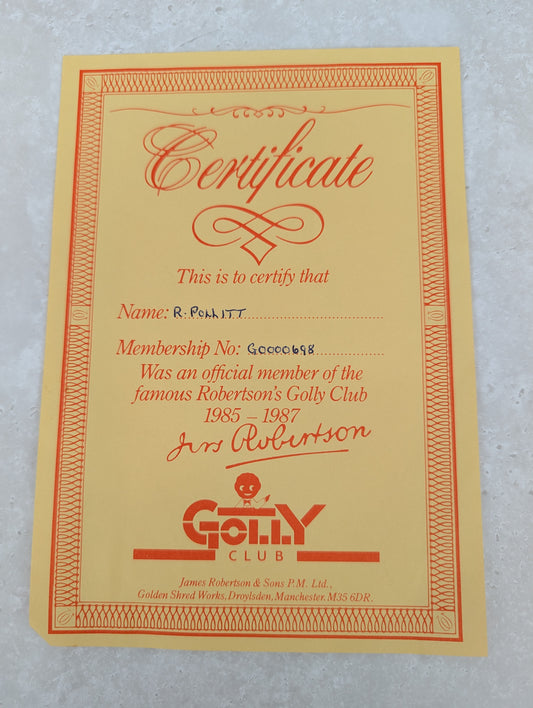 Certificate
This is to certify that
Name: R. POLLITT
Membership No: G0000698
Was an official member of the
famous Robertson's Golly Club
1985 – 1987
Jas Robertson
GOLLY
CLUB
James Robertson & Sons P.M. Ltd.,
Golden Shred Works, Droylsden, Manchester. M35 6DR.